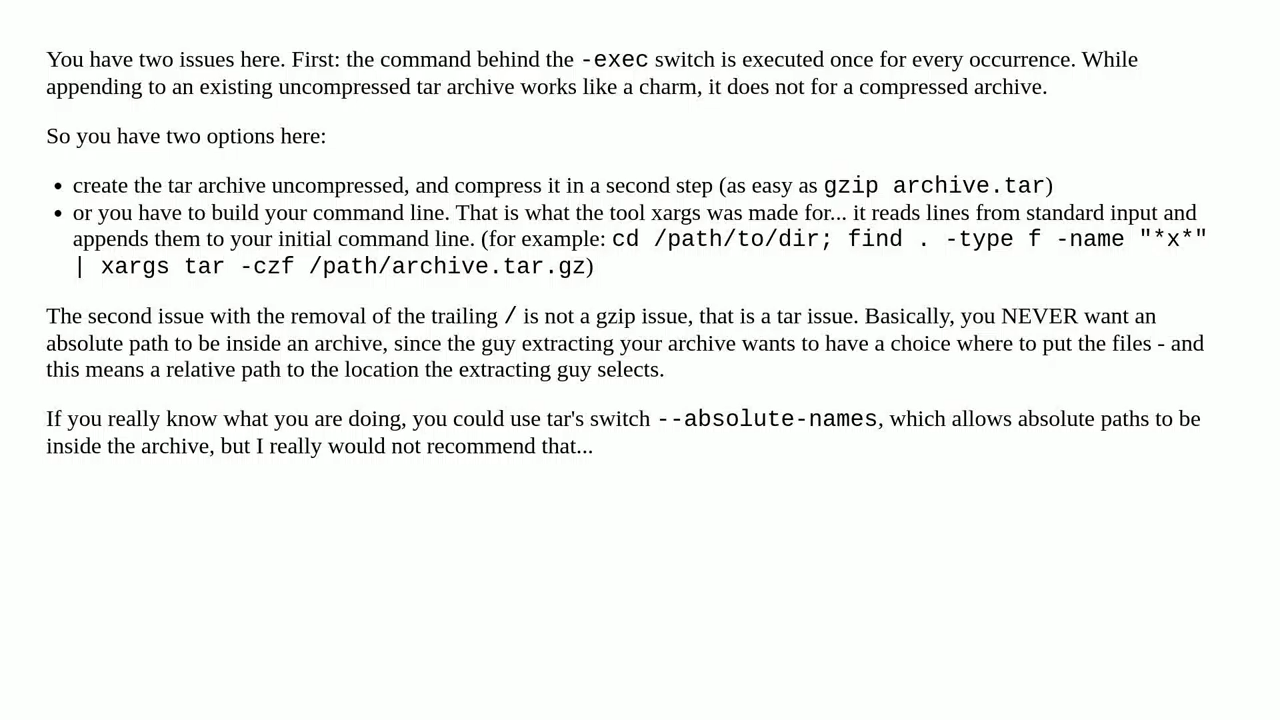 You have two issues here. First: the command behind the -exec switch is executed once for every occurrence. While
appending to an existing uncompressed tar archive works like a charm, it does not for a compressed archive.
So you have two options here:
• create the tar archive uncompressed, and compress it in a second step (as easy as gzip archive.tar)
• or you have to build your command line. That is what the tool xargs was made for... it reads lines from standard input and
appends them to your initial command line. (for example: cd /path/to/dir; find . -type f -name "*x*"
| xargs tar -czf /path/archive.tar.gz)
The second issue with the removal of the trailing / is not a gzip issue, that is a tar issue. Basically, you NEVER want an
absolute path to be inside an archive, since the guy extracting your archive wants to have a choice where to put the files - and
this means a relative path to the location the extracting guy selects.
If you really know what you are doing, you could use tar's switch --absolute-names, which allows absolute paths to be
inside the archive, but I really would not recommend that...